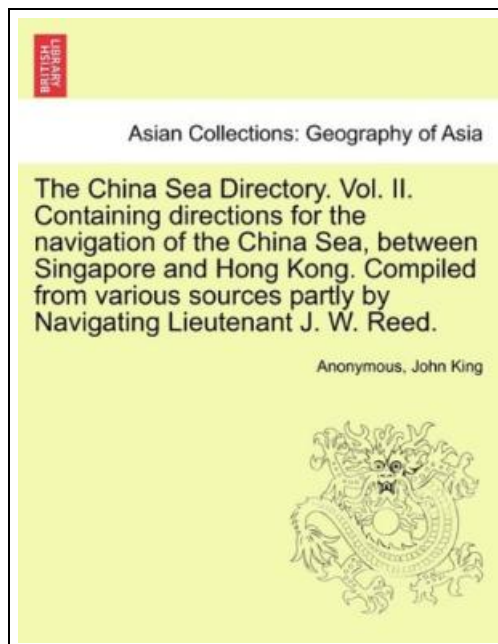 BRITISH
LIBRARY
Asian Collections: Geography of Asia
The China Sea Directory. Vol. II.
Containing directions for the
navigation of the China Sea, between
Singapore and Hong Kong. Compiled
from various sources partly by
Navigating Lieutenant J. W. Reed.
Anonymous, John King